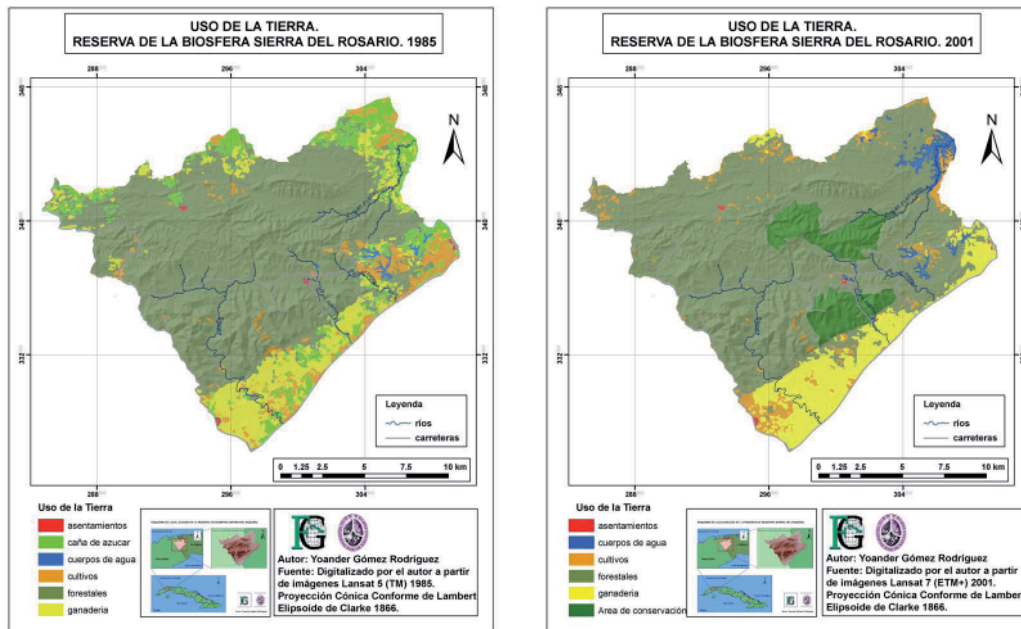 USO DE LA TIERRA.
RESERVA DE LA BIOSFERA SIERRA DEL ROSARIO. 1985
288
296
304
348
340
332
N
Leyenda
ríos
carreteras
0 1.25 2.5 5 7.5 10 km
288
296
304
Uso de la Tierra
asentamientos
caña de azucar
cuerpos de agua
cultivos
forestales
ganaderia
Autor: Yoander Gómez Rodríguez
Fuente: Digitalizado por el autor a partir
de imágenes Lansat 5 (TM) 1985.
Proyección Cónica Conforme de Lambert
Elipsoide de Clarke 1866.
USO DE LA TIERRA.
RESERVA DE LA BIOSFERA SIERRA DEL ROSARIO. 2001
296
304
348
340
332
N
Leyenda
ríos
carreteras
0 1.25 2.5 5 7.5 10 km
288
296
304
Uso de la Tierra
asentamientos
cuerpos de agua
cultivos
forestales
ganaderia
Area de conservación
Autor: Yoander Gómez Rodríguez
Fuente: Digitalizado por el autor a partir
de imágenes Lansat 7 (ETM+) 2001.
Proyección Cónica Conforme de Lambert
Elipsoide de Clarke 1866.